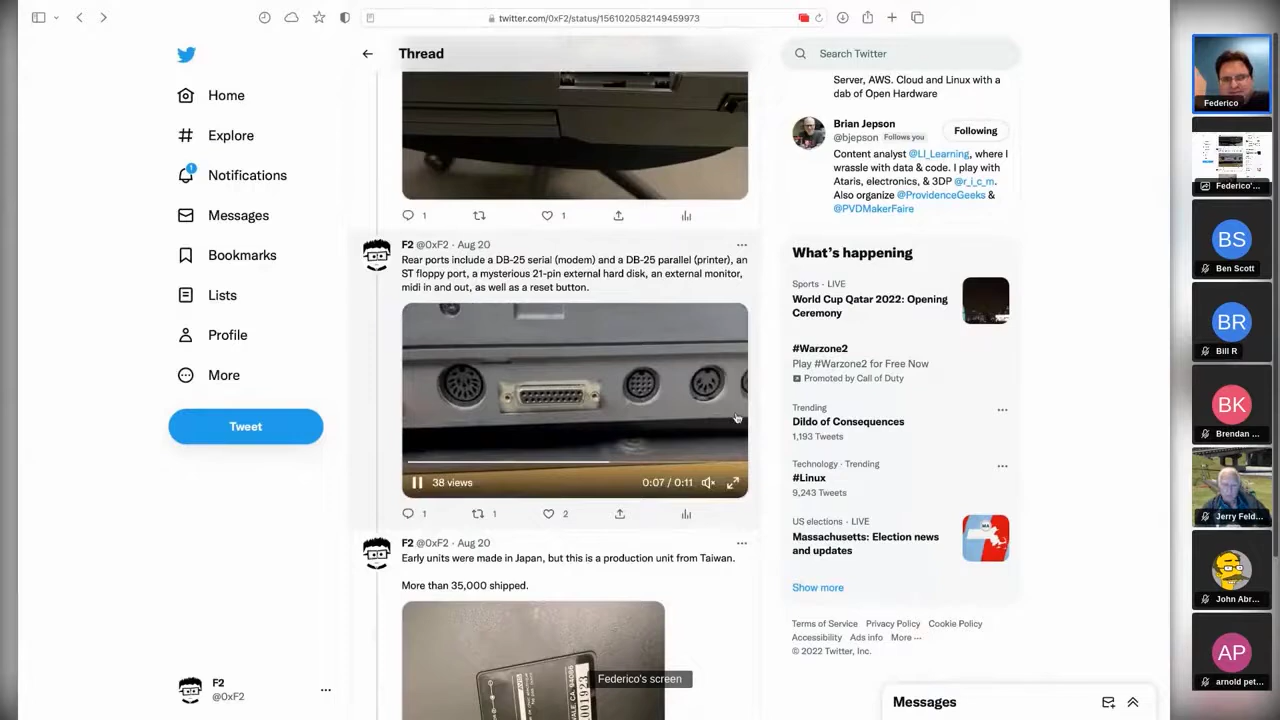 twitter.com/0xF2/status/1561020582149459973
Home
Explore
1
Notifications
Messages
Bookmarks
Lists
Profile
More
Tweet
F2
@0xF2
Thread
1
1
F2 @0xF2 · Aug 20
Rear ports include a DB-25 serial (modem) and a DB-25 parallel (printer), an
ST floppy port, a mysterious 21-pin external hard disk, an external monitor,
midi in and out, as well as a reset button.
38 views
0:07 / 0:11
1
1
2
F2 @0xF2 · Aug 20
Early units were made in Japan, but this is a production unit from Taiwan.
More than 35,000 shipped.
Federico's screen
Search Twitter
Server, AWS. Cloud and Linux with a
dab of Open Hardware
Brian Jepson
@bjepson Follows you
Following
Content analyst @LI_Learning, where I
wrassle with data & code. I play with
Ataris, electronics, & 3DP @r_i_c_m.
Also organize @ProvidenceGeeks &
@PVDMakerFaire
What's happening
Sports · LIVE
World Cup Qatar 2022: Opening
Ceremony
#Warzone2
Play #Warzone2 for Free Now
Promoted by Call of Duty
Trending
Dildo of Consequences
1,193 Tweets
Technology · Trending
#Linux
9,243 Tweets
US elections · LIVE
Massachusetts: Election news
and updates
Show more
Terms of Service Privacy Policy Cookie Policy
Accessibility Ads info More ···
© 2022 Twitter, Inc.
Messages
Federico
Federico'...
BS
Ben Scott
BR
Bill R
BK
Brendan ...
Jerry Feld...
John Abr...
AP
arnold pet...